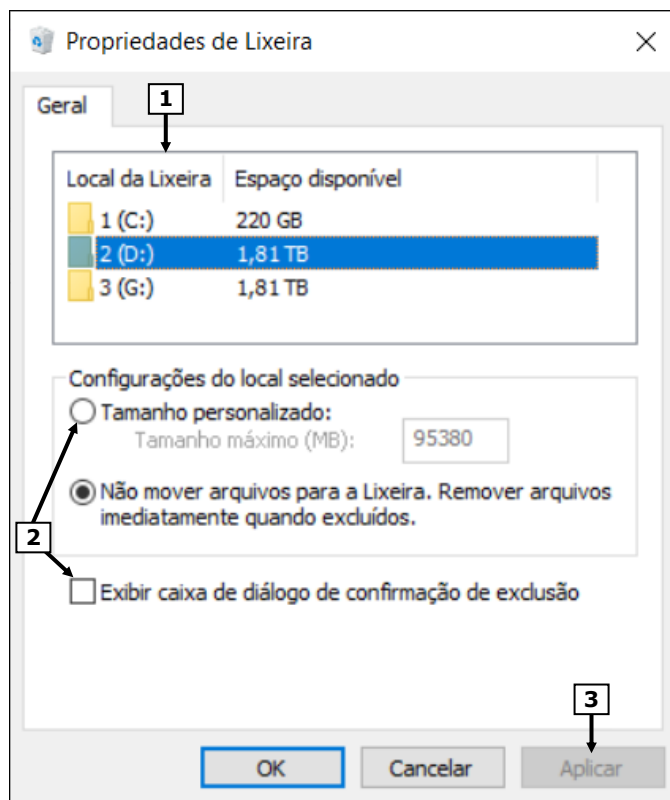 Propriedades de Lixeira
Geral
1
Local da Lixeira Espaço disponível
1 (C:) 220 GB
2 (D:) 1,81 TB
3 (G:) 1,81 TB
Configurações do local selecionado
Tamanho personalizado:
Tamanho máximo (MB): 95380
Não mover arquivos para a Lixeira. Remover arquivos
imediatamente quando excluídos.
2
Exibir caixa de diálogo de confirmação de exclusão
3
OK Cancelar Aplicar